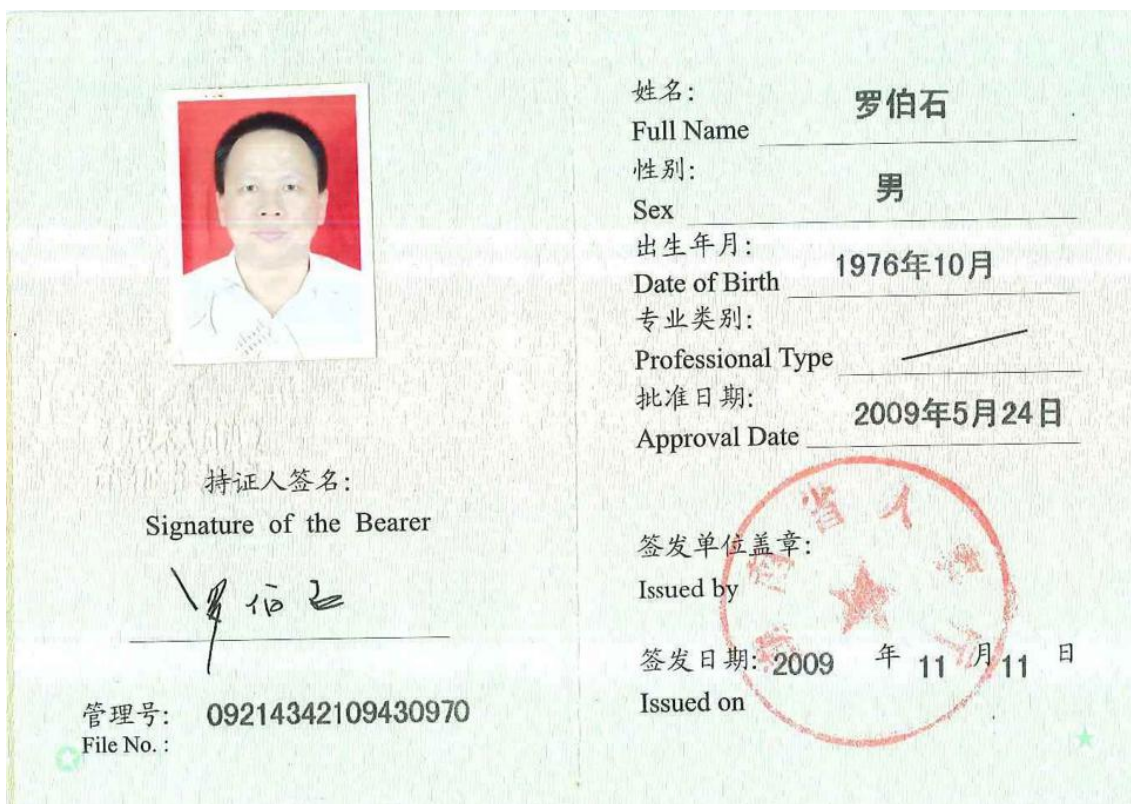 持证人签名:
Signature of the Bearer
罗伯石
管理号: 09214342109430970
File No. :
姓名: 罗伯石
Full Name
性别: 男
Sex
出生年月: 1976年10月
Date of Birth
专业类别:
Professional Type
批准日期: 2009年5月24日
Approval Date
签发单位盖章:
Issued by
签发日期: 2009 年 11 月 11 日
Issued on
省人